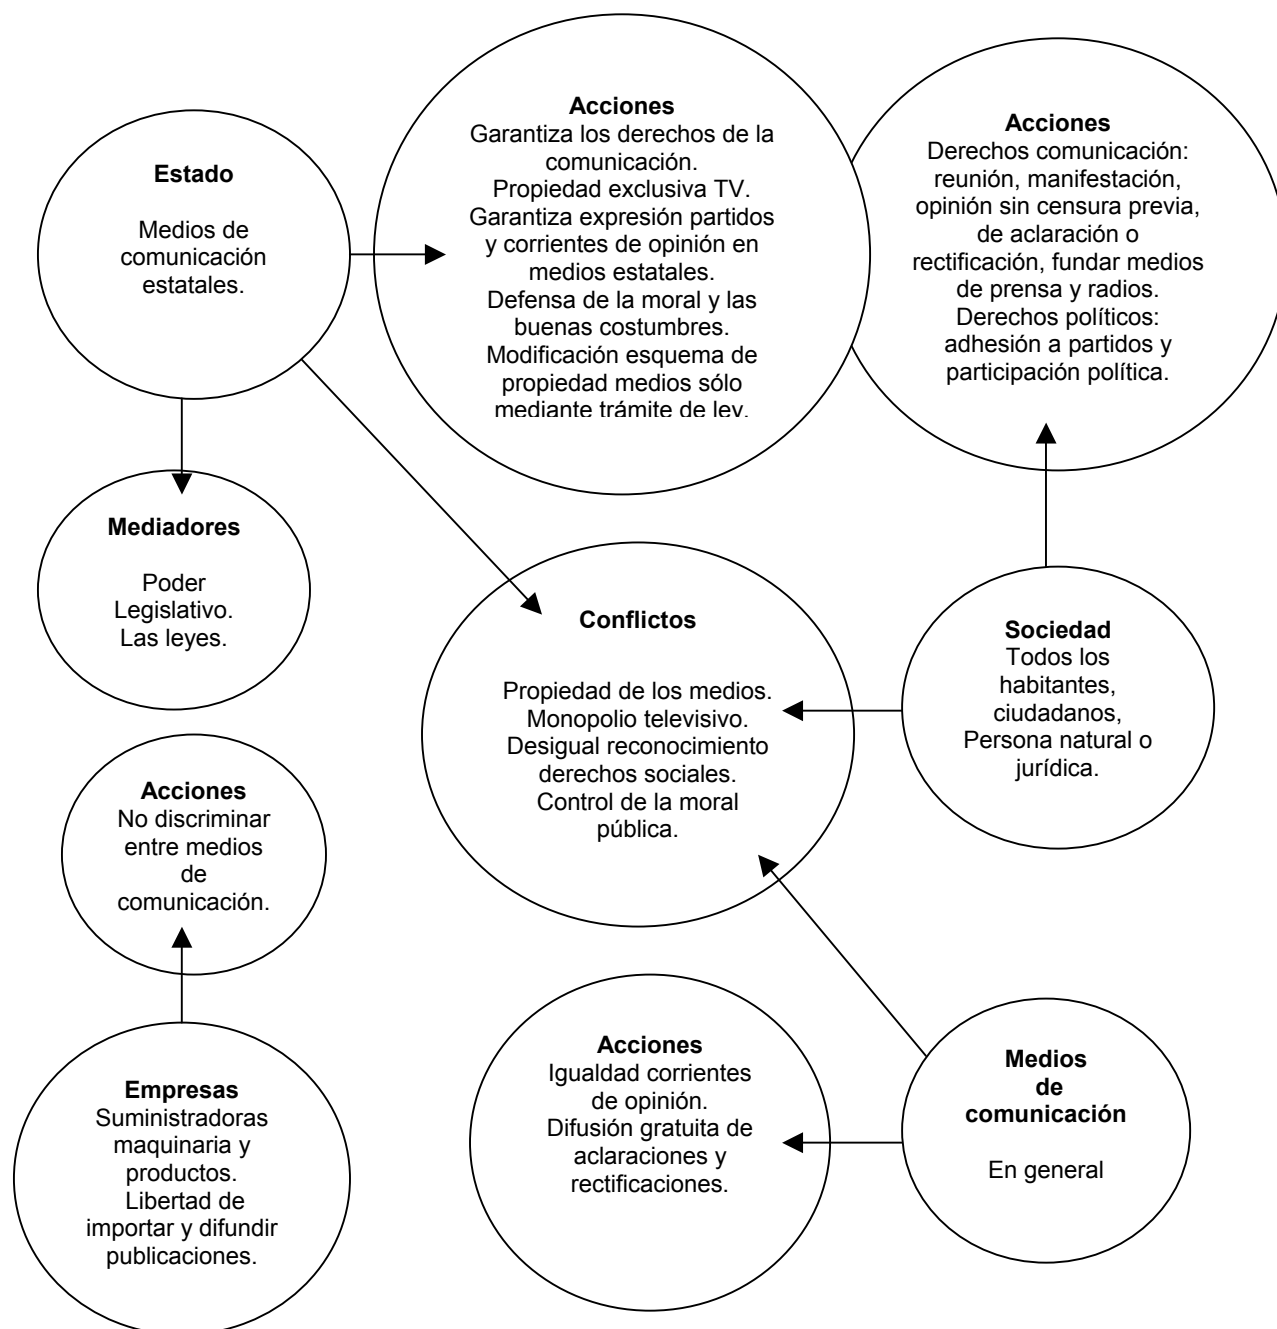 Estado
Medios de
comunicación
estatales.
Acciones
Garantiza los derechos de la
comunicación.
Propiedad exclusiva TV.
Garantiza expresión partidos
y corrientes de opinión en
medios estatales.
Defensa de la moral y las
buenas costumbres.
Modificación esquema de
propiedad medios sólo
mediante trámite de ley.
Acciones
Derechos comunicación:
reunión, manifestación,
opinión sin censura previa,
de aclaración o
rectificación, fundar medios
de prensa y radios.
Derechos políticos:
adhesión a partidos y
participación política.
Mediadores
Poder
Legislativo.
Las leyes.
Conflictos
Propiedad de los medios.
Monopolio televisivo.
Desigual reconocimiento
derechos sociales.
Control de la moral
pública.
Sociedad
Todos los
habitantes,
ciudadanos,
Persona natural o
jurídica.
Acciones
No discriminar
entre medios
de
comunicación.
Empresas
Suministradoras
maquinaria y
productos.
Libertad de
importar y difundir
publicaciones.
Acciones
Igualdad corrientes
de opinión.
Difusión gratuita de
aclaraciones y
rectificaciones.
Medios
de
comunicación
En general